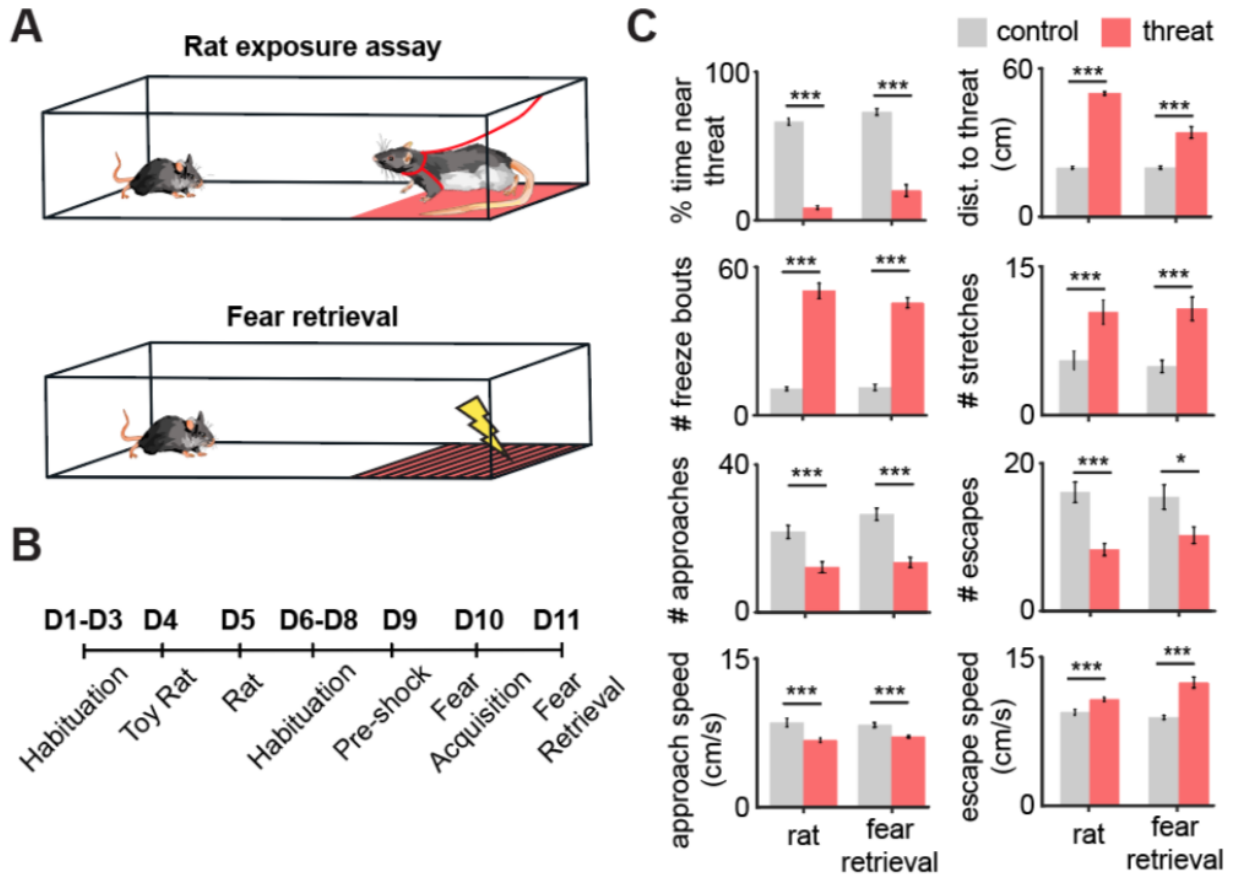 A
Rat exposure assay
Fear retrieval
B
D1-D3 D4 D5 D6-D8 D9 D10 D11
Habituation
Toy Rat
Rat
Habituation
Pre-shock
Fear
Acquisition
Fear
Retrieval
C
control threat
% time near
threat
100
0
***
***
dist. to threat
(cm)
60
0
***
***
# freeze bouts
60
0
***
***
# stretches
15
0
***
***
# approaches
40
0
***
***
# escapes
20
0
***
*
approach speed
(cm/s)
15
0
***
***
rat
fear
retrieval
escape speed
(cm/s)
15
0
***
***
rat
fear
retrieval